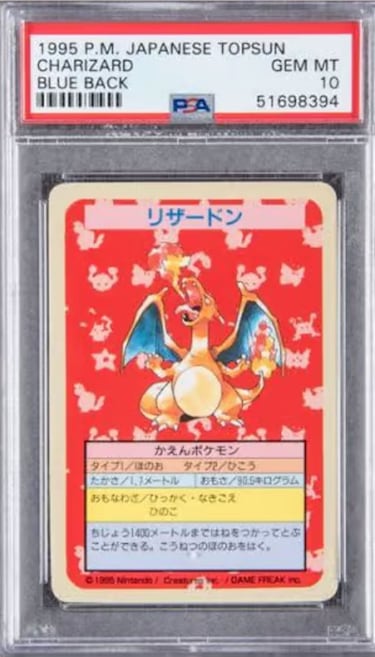 1995 P.M. JAPANESE TOPSUN
CHARIZARD GEM MT
BLUE BACK 10
PSA 51698394
リザードン
かえんポケモン
タイプ1/ほのお タイプ2/ひこう
たかさ/1.7メートル おもさ/90.5キログラム
おもなわざ/ひっかく・なきごえ
ひのこ
ちじょう1400メートルまではねをつかってとぶ
ことができる。こうねつのほのおをはく。
©1995 Nintendo / Creatures inc. / GAME FREAK inc.